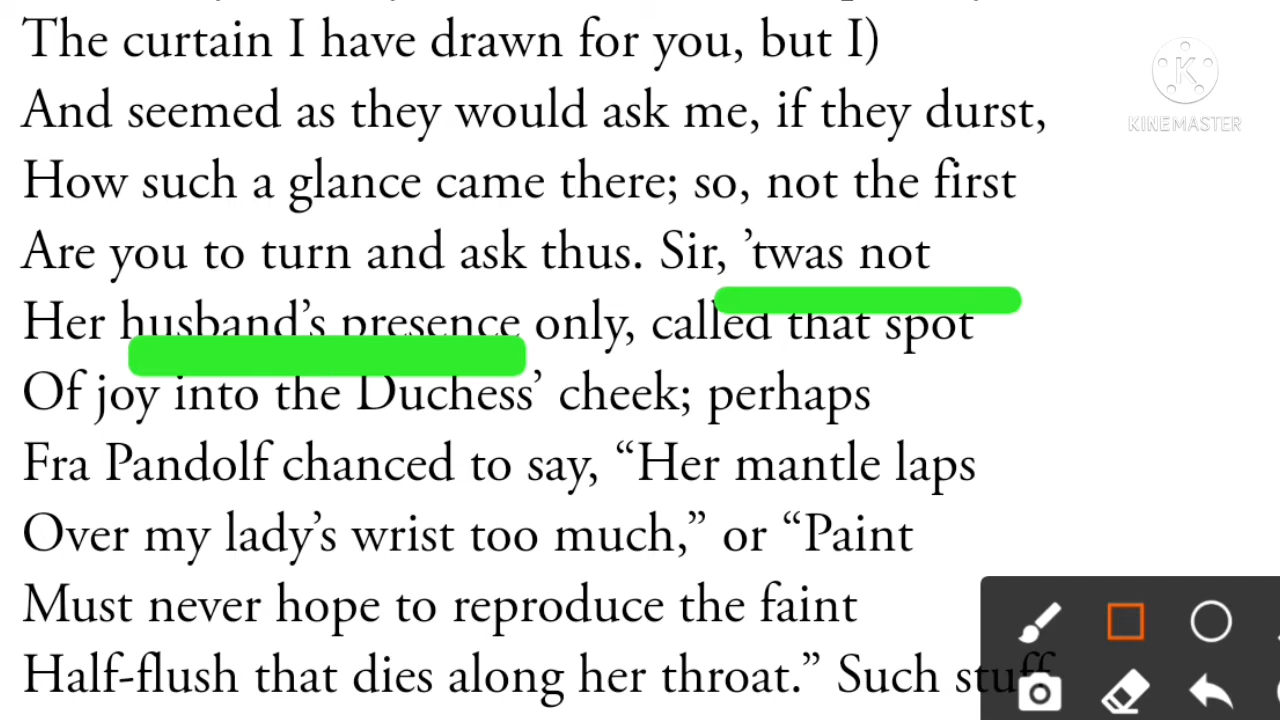 The curtain I have drawn for you, but I)
And seemed as they would ask me, if they durst,
How such a glance came there; so, not the first
Are you to turn and ask thus. Sir, ’twas not
Her husband’s presence only, called that spot
Of joy into the Duchess’ cheek; perhaps
Fra Pandolf chanced to say, “Her mantle laps
Over my lady’s wrist too much,” or “Paint
Must never hope to reproduce the faint
Half-flush that dies along her throat.” Such stuff
K
KINEMASTER